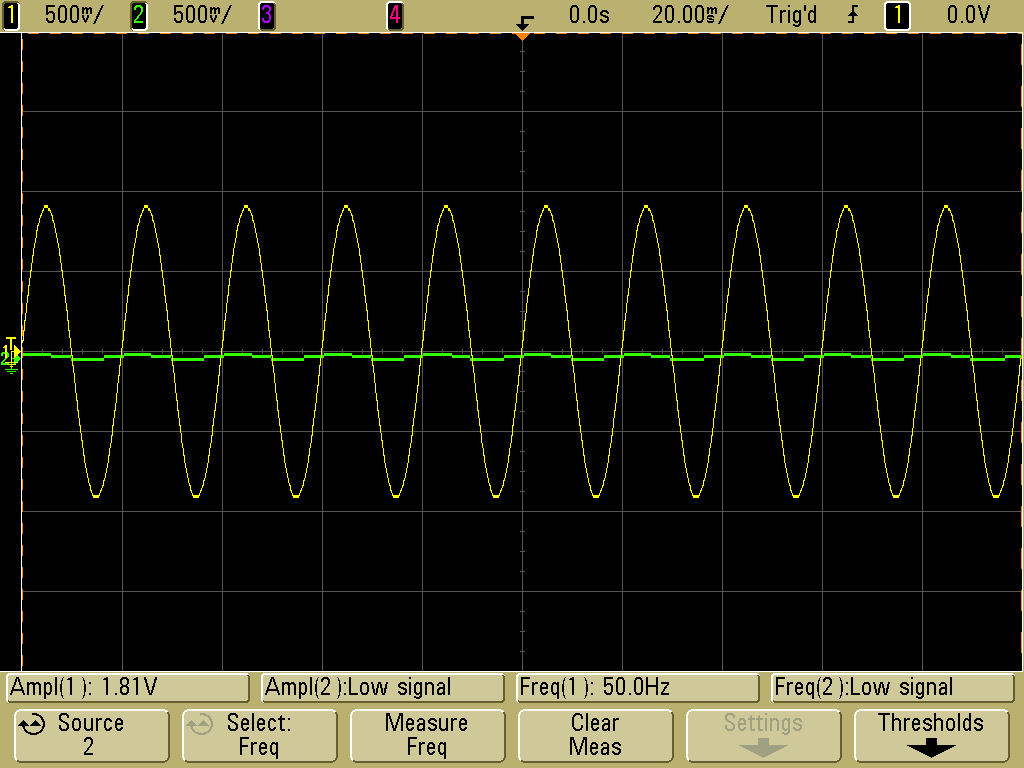 1 500mV/ 2 500mV/ 3 4 0.0s 20.00ms/ Trig'd 1 0.0V
T
1
2
Ampl(1): 1.81V Ampl(2):Low signal Freq(1): 50.0Hz Freq(2):Low signal
Source Select: Measure Clear Settings Thresholds
2 Freq Freq Meas